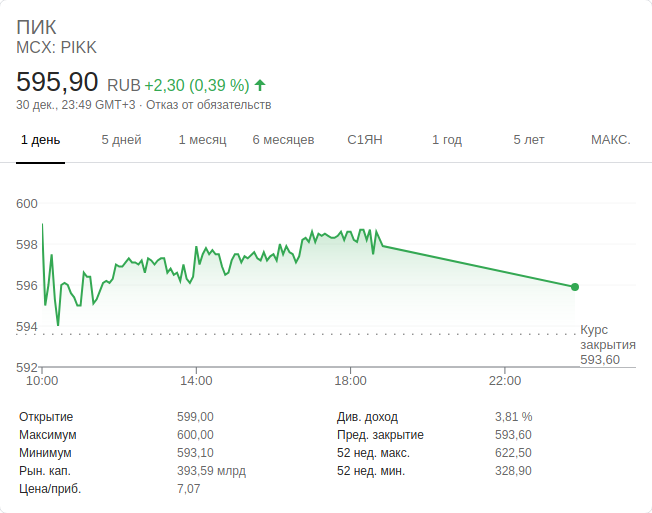 ПИК
MCX: PIKK
595,90 RUB +2,30 (0,39 %)
30 дек., 23:49 GMT+3 · Отказ от обязательств
1 день 5 дней 1 месяц 6 месяцев С1ЯН 1 год 5 лет МАКС.
600
598
596
594
Курс
закрытия
593,60
592
10:00 14:00 18:00 22:00
Открытие 599,00 Див. доход 3,81 %
Максимум 600,00 Пред. закрытие 593,60
Минимум 593,10 52 нед. макс. 622,50
Рын. кап. 393,59 млрд 52 нед. мин. 328,90
Цена/приб. 7,07